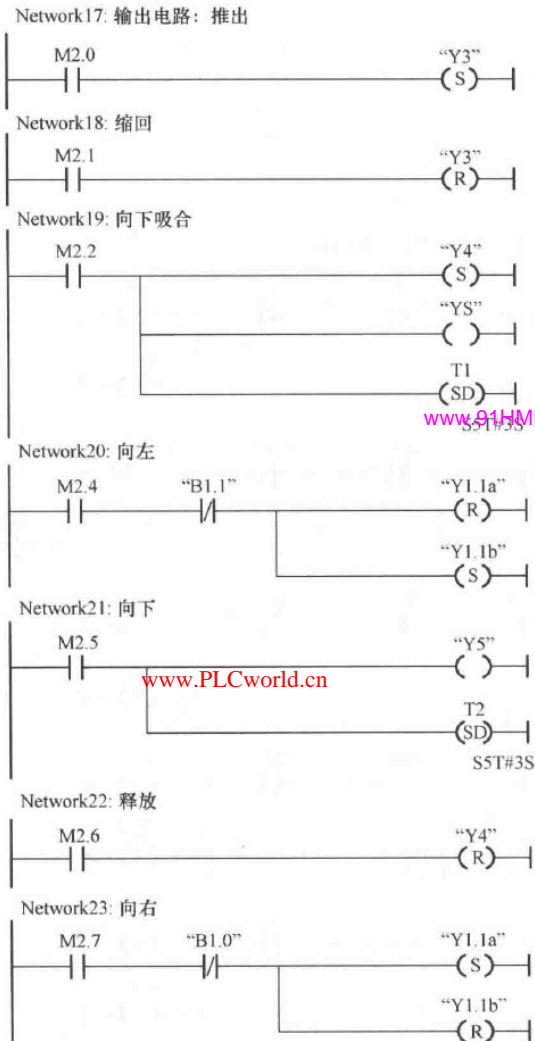 Network17: 输出电路：推出
M2.0 “Y3”
( S )
Network18: 缩回
M2.1 “Y3”
( R )
Network19: 向下吸合
M2.2 “Y4”
( S )
“YS”
( )
T1
(SD)
www.91HMI
S5T#3S
Network20: 向左
M2.4 “B1.1” “Y1.1a”
( R )
“Y1.1b”
( S )
Network21: 向下
M2.5 “Y5”
( )
www.PLCworld.cn
T2
(SD)
S5T#3S
Network22: 释放
M2.6 “Y4”
( R )
Network23: 向右
M2.7 “B1.0” “Y1.1a”
( S )
“Y1.1b”
( R )